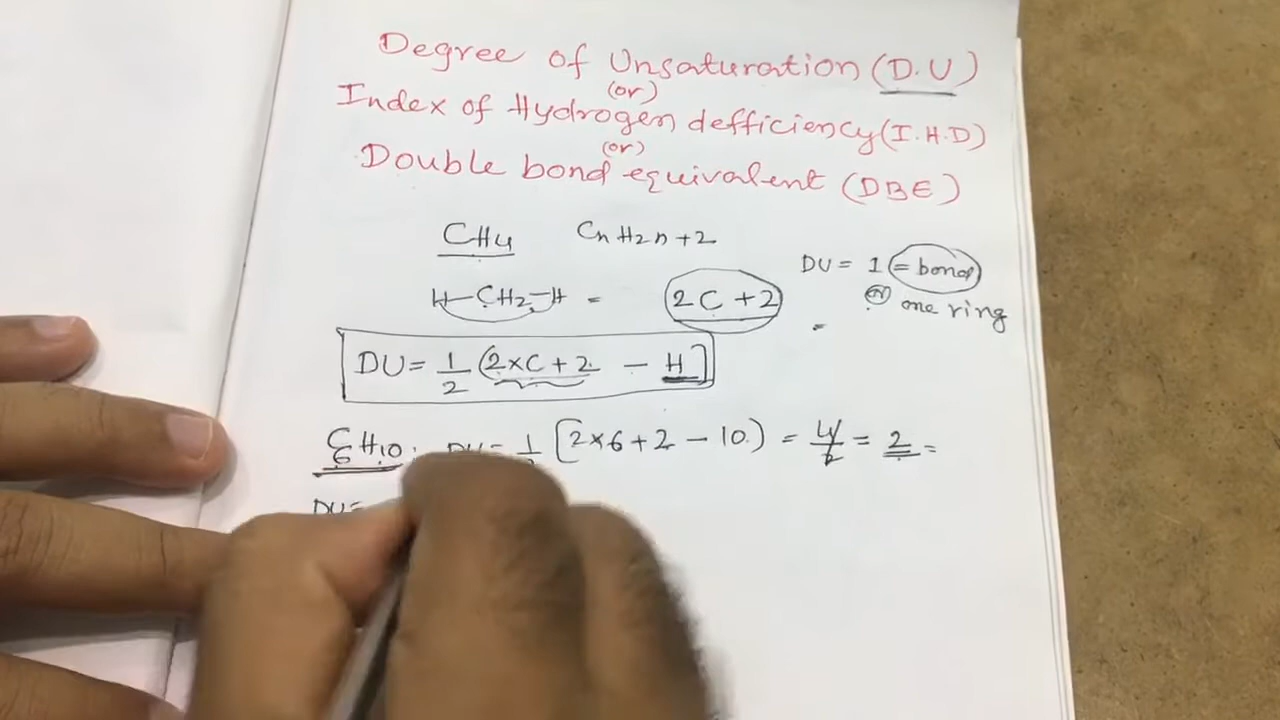 Degree of Unsaturation (D.U)
(or)
Index of Hydrogen defficiency (I.H.D)
(or)
Double bond equivalent (DBE)
CH4 CnH2n+2
DU = 1 (= bond)
H-CH2-H = 2C+2
(or) one ring
=
DU= 1/2 (2×C+2 - H]
C6H10: DU= 1/2 [2×6+2-10.) = 4/2 = 2 =
DU=